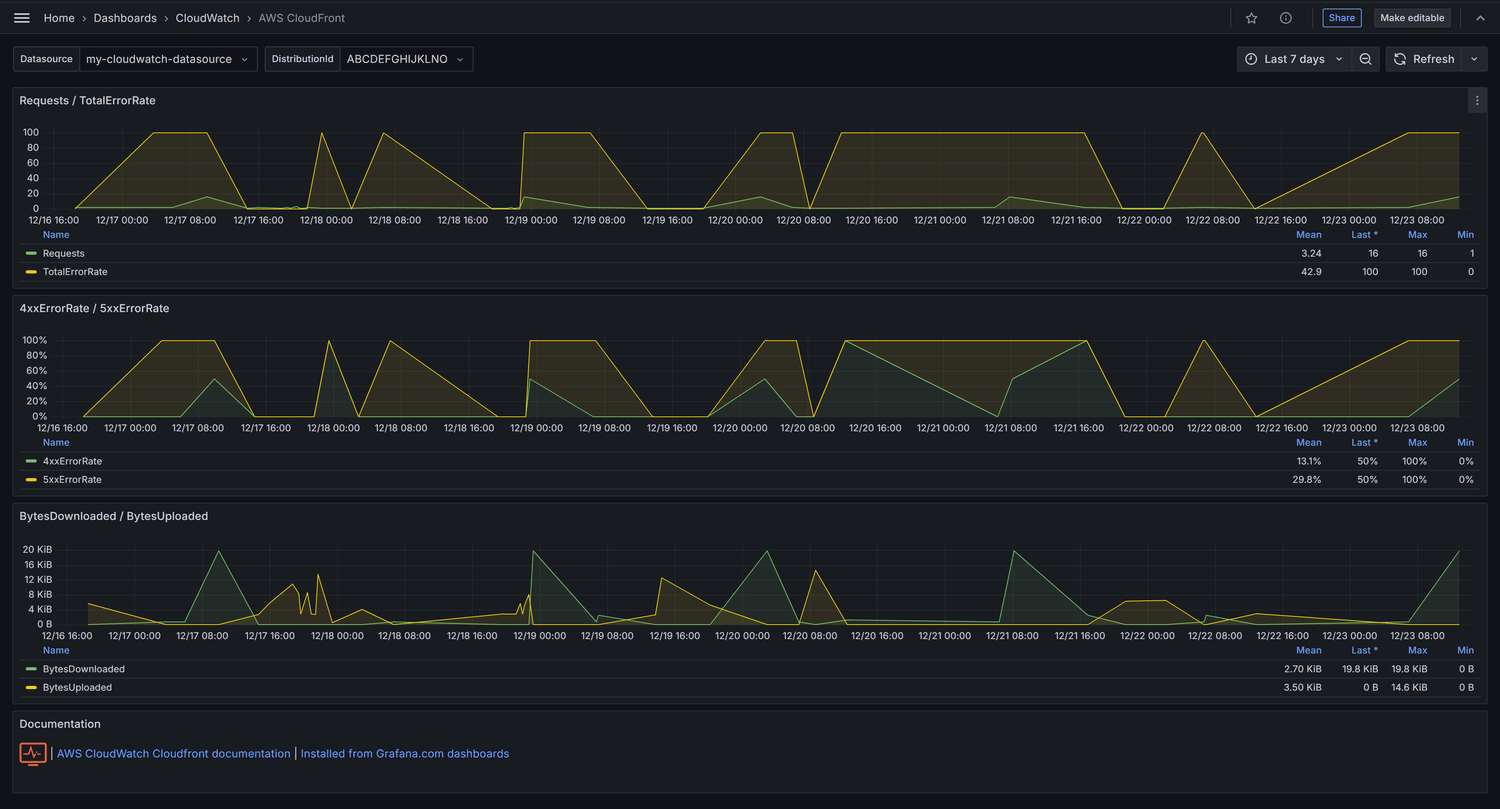 Home › Dashboards › CloudWatch › AWS CloudFront Share Make editable
Datasource my-cloudwatch-datasource DistributionId ABCDEFGHIJKLNO Last 7 days Refresh
Requests / TotalErrorRate
100
80
60
40
20
0
12/16 16:00 12/17 00:00 12/17 08:00 12/17 16:00 12/18 00:00 12/18 08:00 12/18 16:00 12/19 00:00 12/19 08:00 12/19 16:00 12/20 00:00 12/20 08:00 12/20 16:00 12/21 00:00 12/21 08:00 12/21 16:00 12/22 00:00 12/22 08:00 12/22 16:00 12/23 00:00 12/23 08:00
Name Mean Last * Max Min
Requests 3.24 16 16 1
TotalErrorRate 42.9 100 100 0
4xxErrorRate / 5xxErrorRate
100%
80%
60%
40%
20%
0%
12/16 16:00 12/17 00:00 12/17 08:00 12/17 16:00 12/18 00:00 12/18 08:00 12/18 16:00 12/19 00:00 12/19 08:00 12/19 16:00 12/20 00:00 12/20 08:00 12/20 16:00 12/21 00:00 12/21 08:00 12/21 16:00 12/22 00:00 12/22 08:00 12/22 16:00 12/23 00:00 12/23 08:00
Name Mean Last * Max Min
4xxErrorRate 13.1% 50% 100% 0%
5xxErrorRate 29.8% 50% 100% 0%
BytesDownloaded / BytesUploaded
20 KiB
16 KiB
12 KiB
8 KiB
4 KiB
0 B
12/16 16:00 12/17 00:00 12/17 08:00 12/17 16:00 12/18 00:00 12/18 08:00 12/18 16:00 12/19 00:00 12/19 08:00 12/19 16:00 12/20 00:00 12/20 08:00 12/20 16:00 12/21 00:00 12/21 08:00 12/21 16:00 12/22 00:00 12/22 08:00 12/22 16:00 12/23 00:00 12/23 08:00
Name Mean Last * Max Min
BytesDownloaded 2.70 KiB 19.8 KiB 19.8 KiB 0 B
BytesUploaded 3.50 KiB 0 B 14.6 KiB 0 B
Documentation
| AWS CloudWatch Cloudfront documentation | Installed from Grafana.com dashboards